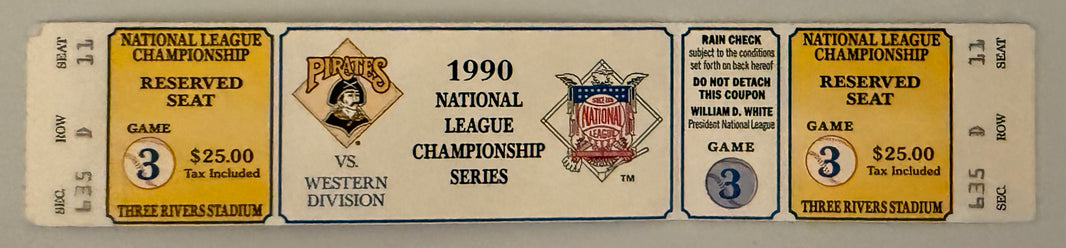 SEAT 11
ROW D
SEC. 635
NATIONAL LEAGUE
CHAMPIONSHIP
RESERVED
SEAT
GAME
3
$25.00
Tax Included
THREE RIVERS STADIUM
PIRATES
VS.
WESTERN
DIVISION
1990
NATIONAL
LEAGUE
CHAMPIONSHIP
SERIES
SINCE 1876
NATIONAL
LEAGUE
TM
RAIN CHECK
subject to the conditions
set forth on back hereof
DO NOT DETACH
THIS COUPON
WILLIAM D. WHITE
President National League
GAME
3
NATIONAL LEAGUE
CHAMPIONSHIP
RESERVED
SEAT
GAME
3
$25.00
Tax Included
THREE RIVERS STADIUM
SEAT 11
ROW D
SEC. 635